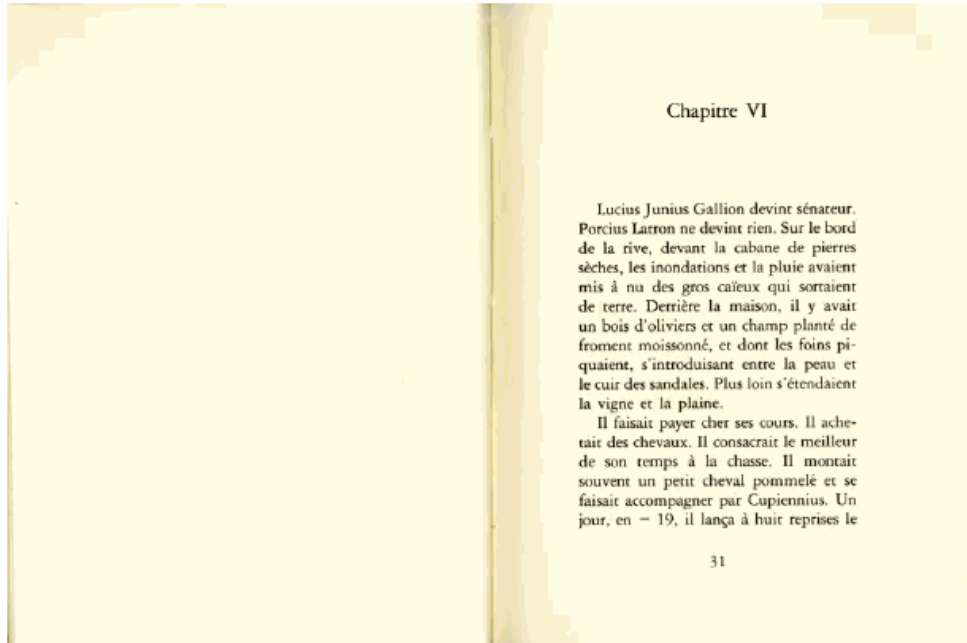 Chapitre VI
Lucius Junius Gallion devint sénateur.
Porcius Latron ne devint rien. Sur le bord
de la rive, devant la cabane de pierres
sèches, les inondations et la pluie avaient
mis à nu des gros caïeux qui sortaient
de terre. Derrière la maison, il y avait
un bois d'oliviers et un champ planté de
froment moissonné, et dont les foins pi-
quaient, s'introduisant entre la peau et
le cuir des sandales. Plus loin s'étendaient
la vigne et la plaine.
Il faisait payer cher ses cours. Il ache-
tait des chevaux. Il consacrait le meilleur
de son temps à la chasse. Il montait
souvent un petit cheval pommelé et se
faisait accompagner par Cupiennius. Un
jour, en − 19, il lança à huit reprises le
31